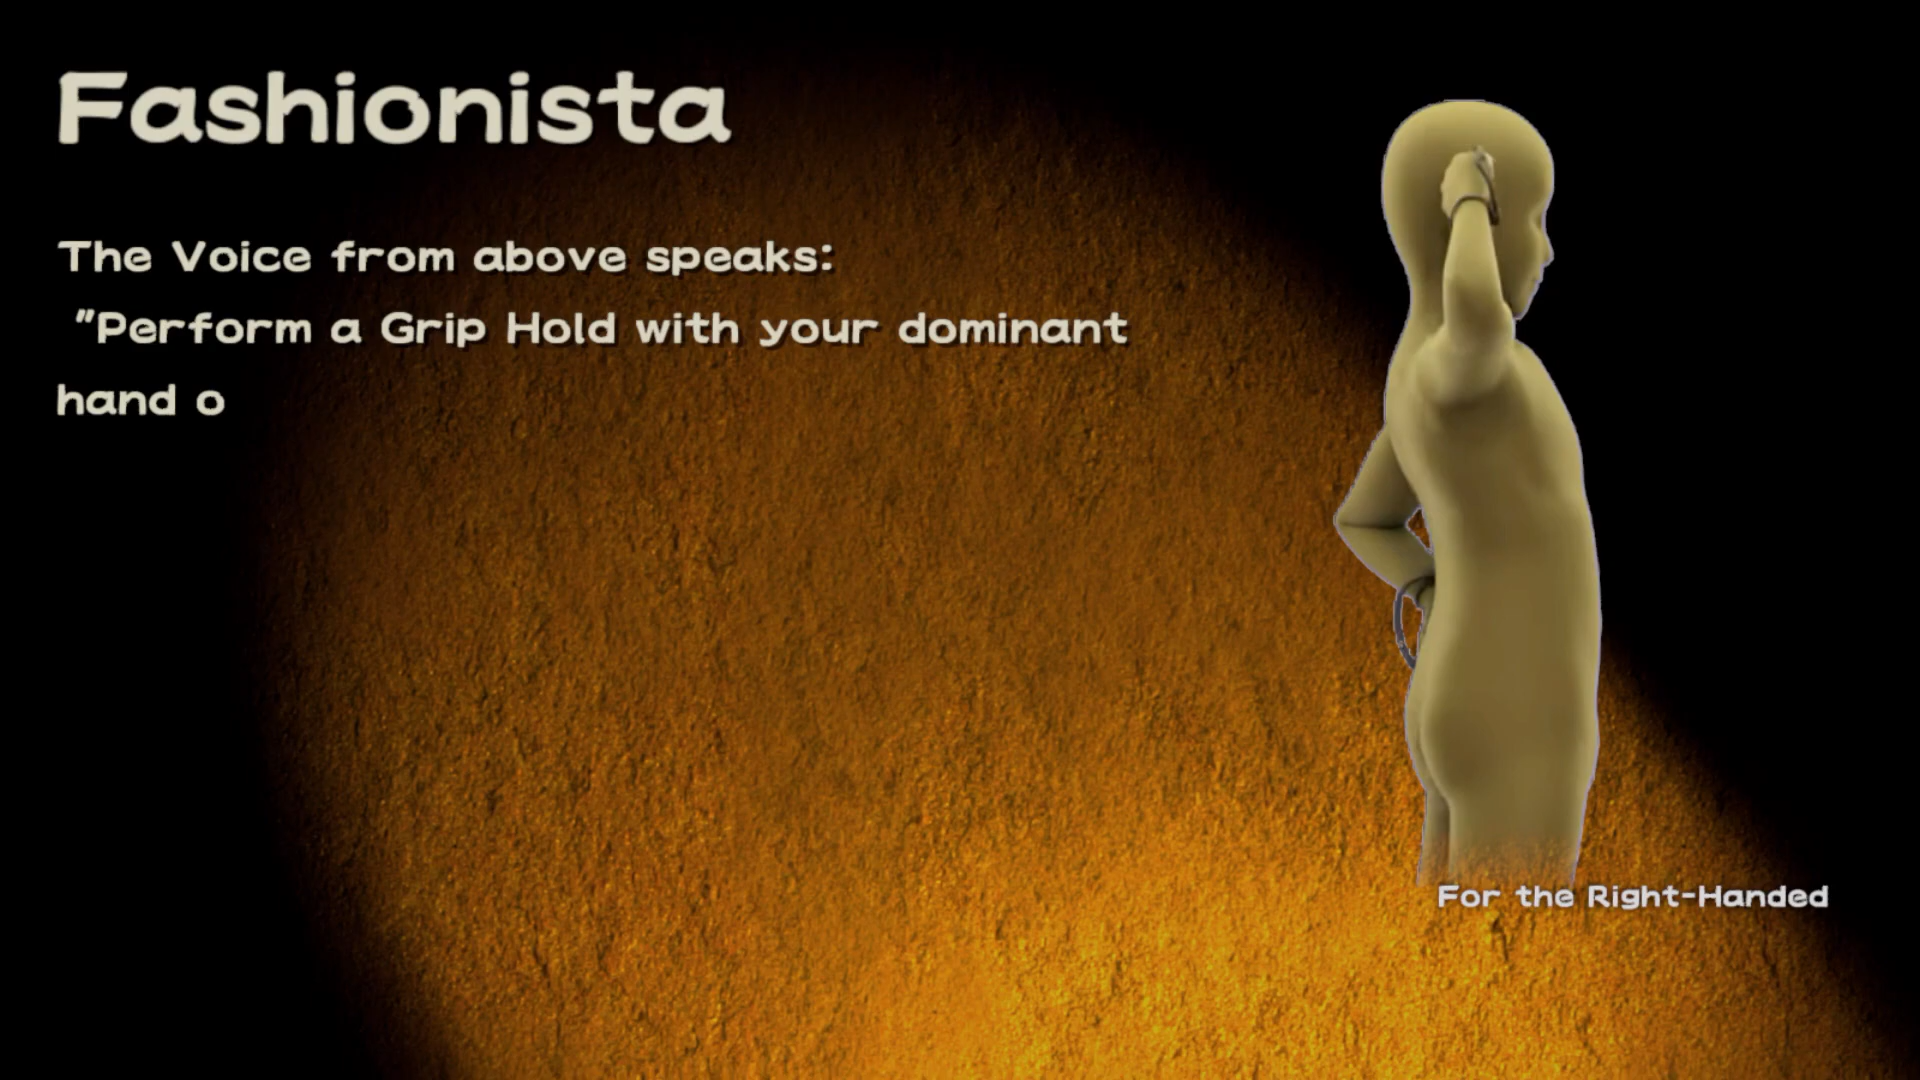 Fashionista
The Voice from above speaks:
"Perform a Grip Hold with your dominant
hand o
For the Right-Handed